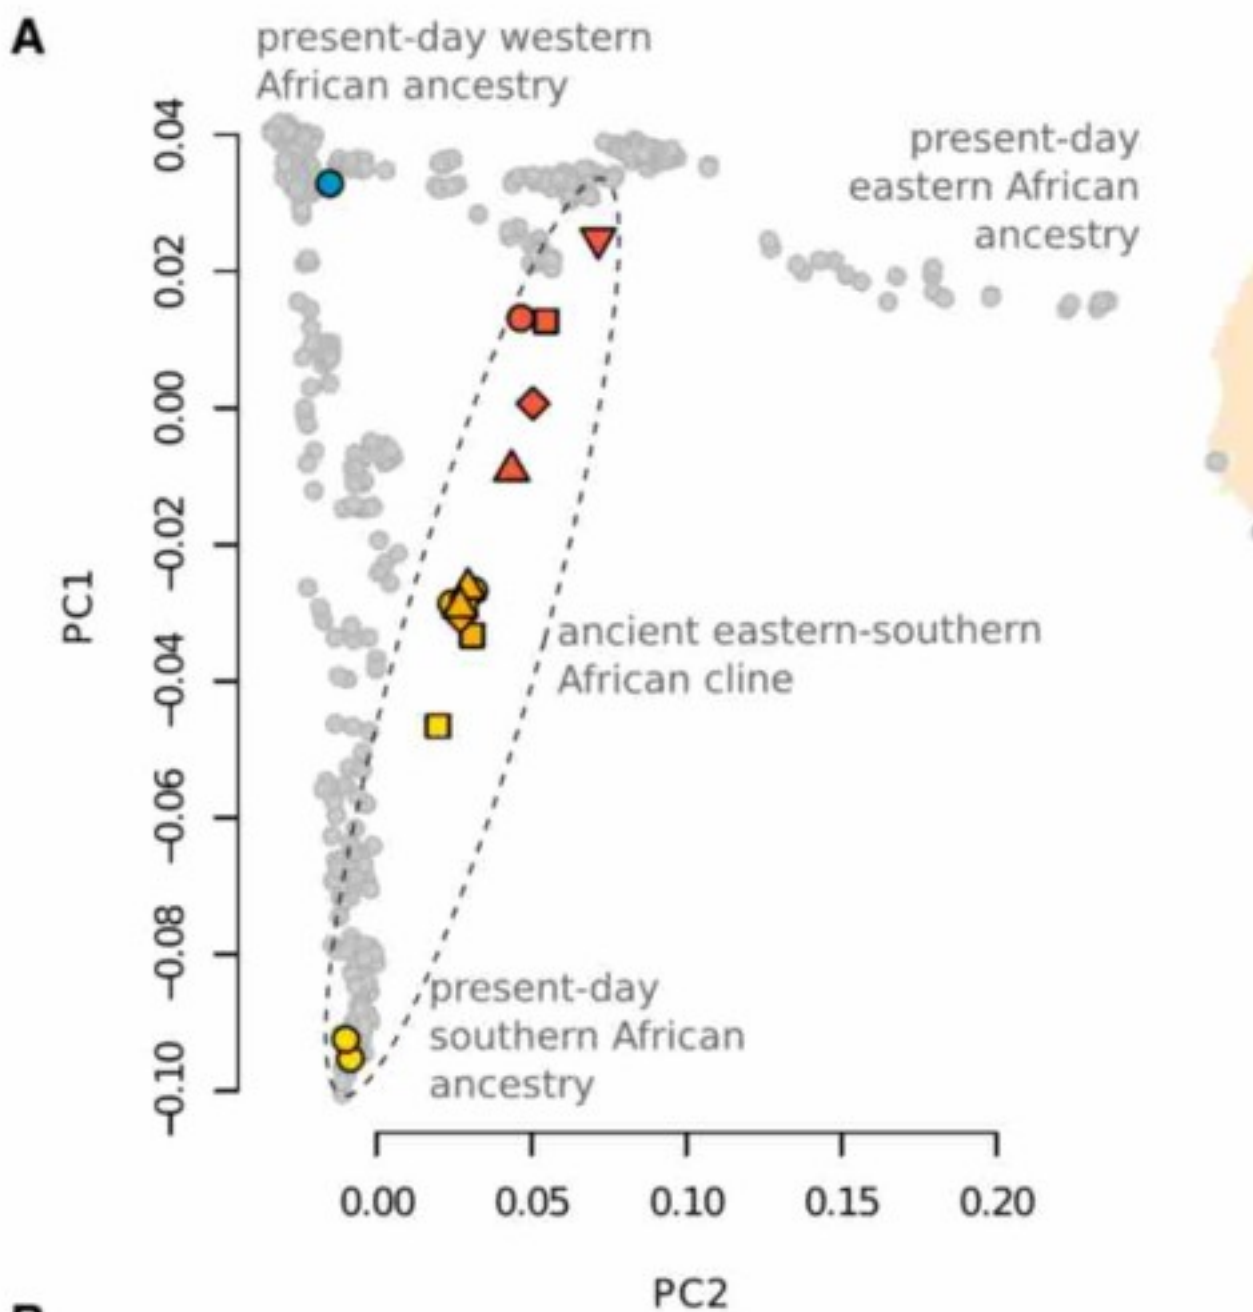 A
present-day western
African ancestry
present-day
eastern African
ancestry
0.04
0.02
0.00
−0.02
−0.04
−0.06
−0.08
−0.10
PC1
ancient eastern-southern
African cline
present-day
southern African
ancestry
0.00 0.05 0.10 0.15 0.20
PC2